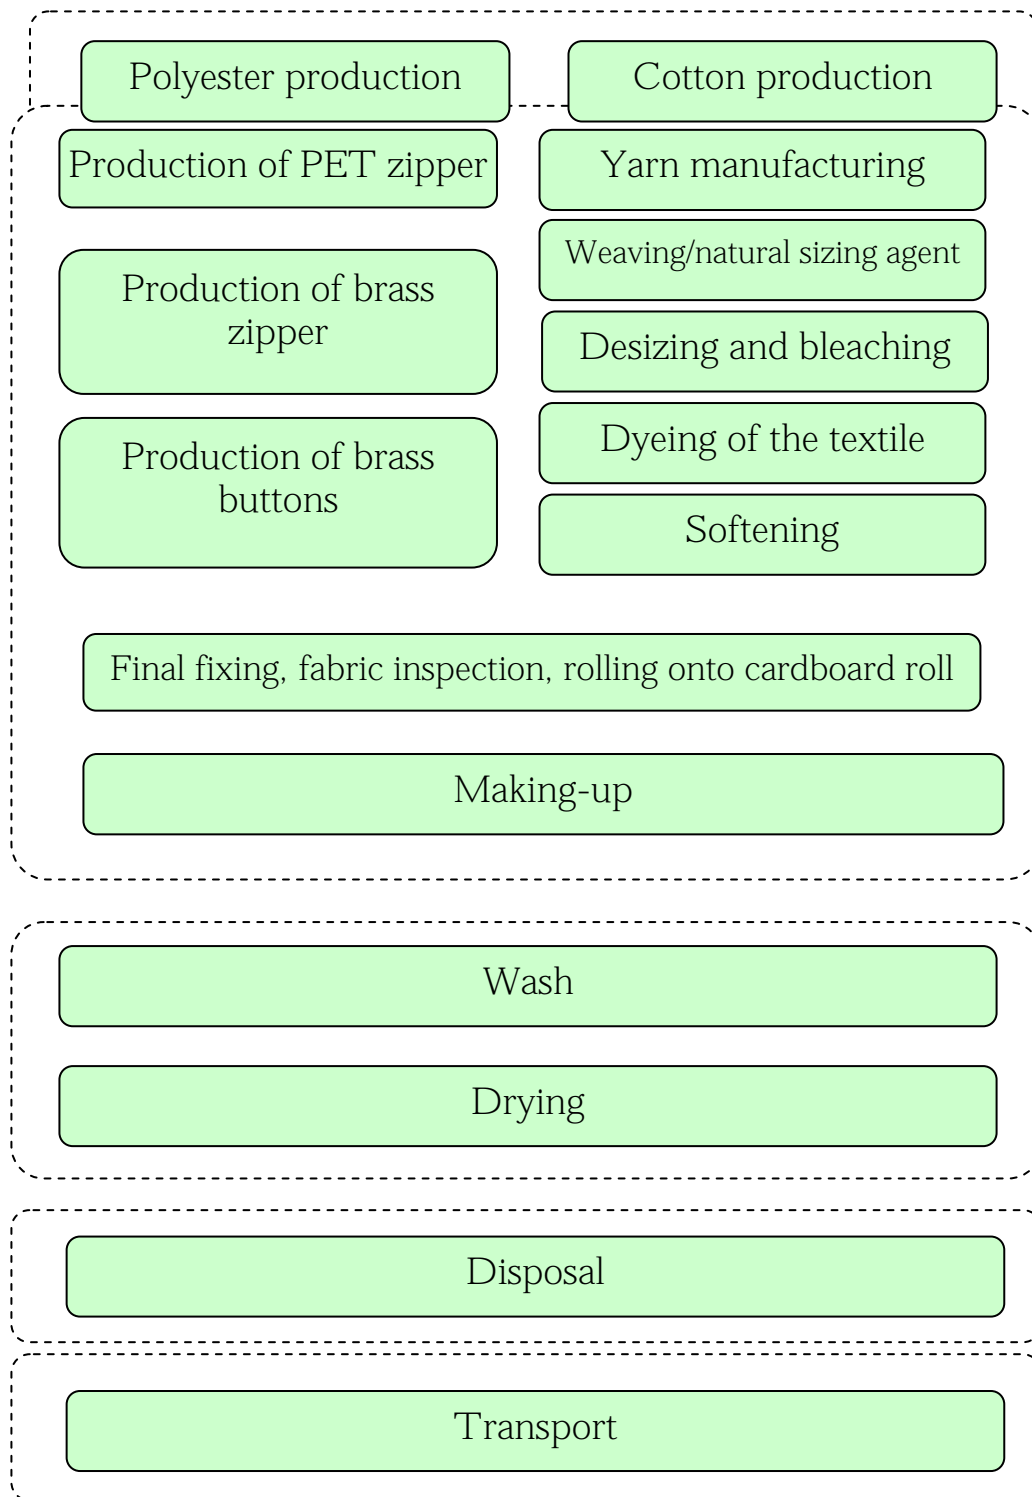 Polyester production
Cotton production
Production of PET zipper
Yarn manufacturing
Weaving/natural sizing agent
Production of brass
zipper
Desizing and bleaching
Dyeing of the textile
Production of brass
buttons
Softening
Final fixing, fabric inspection, rolling onto cardboard roll
Making-up
Wash
Drying
Disposal
Transport